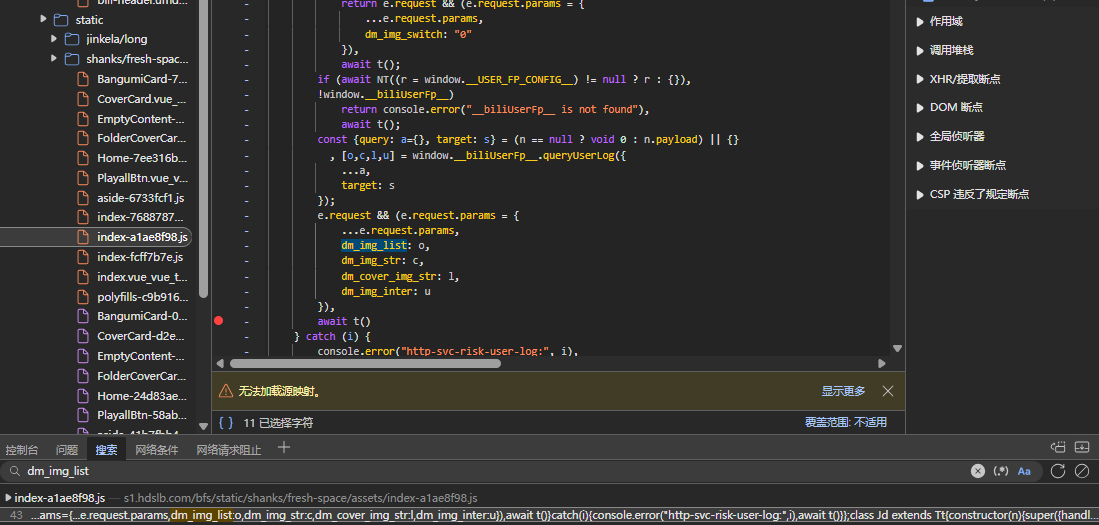 static
jinkela/long
shanks/fresh-spac...
BangumiCard-7...
CoverCard.vue_...
EmptyContent-...
FolderCoverCar...
Home-7ee316b...
PlayallBtn.vue_v...
aside-6733fcf1.js
index-7688787...
index-a1ae8f98.js
index-fcff7b7e.js
index.vue_vue_t...
polyfills-c9b916...
BangumiCard-0...
CoverCard-d2e...
EmptyContent-...
FolderCoverCar...
Home-24d83ae...
PlayallBtn-58ab...
return e.request && (e.request.params = {
...e.request.params,
dm_img_switch: "0"
}),
await t();
if (await NT((r = window.__USER_FP_CONFIG__) != null ? r : {}),
!window.__biliUserFp__)
return console.error("__biliUserFp__ is not found"),
await t();
const {query: a={}, target: s} = (n == null ? void 0 : n.payload) || {}
, [o,c,l,u] = window.__biliUserFp__.queryUserLog({
...a,
target: s
});
e.request && (e.request.params = {
...e.request.params,
dm_img_list: o,
dm_img_str: c,
dm_cover_img_str: l,
dm_img_inter: u
}),
await t()
} catch (i) {
console.error("http-svc-risk-user-log:", i),
无法加载源映射。 显示更多
{ } 11 已选择字符 覆盖范围: 不适用
作用域
调用堆栈
XHR/提取断点
DOM 断点
全局侦听器
事件侦听器断点
CSP 违反了规定断点
控制台 问题 搜索 网络条件 网络请求阻止
dm_img_list (.*) Aa
index-a1ae8f98.js — s1.hdslb.com/bfs/static/shanks/fresh-space/assets/index-a1ae8f98.js
43 ...ams={...e.request.params,dm_img_list:o,dm_img_str:c,dm_cover_img_str:l,dm_img_inter:u}),await t()}catch(i){console.error("http-svc-risk-user-log:",i),await t()}};class Jd extends Tt{constructor(n){super({handl...